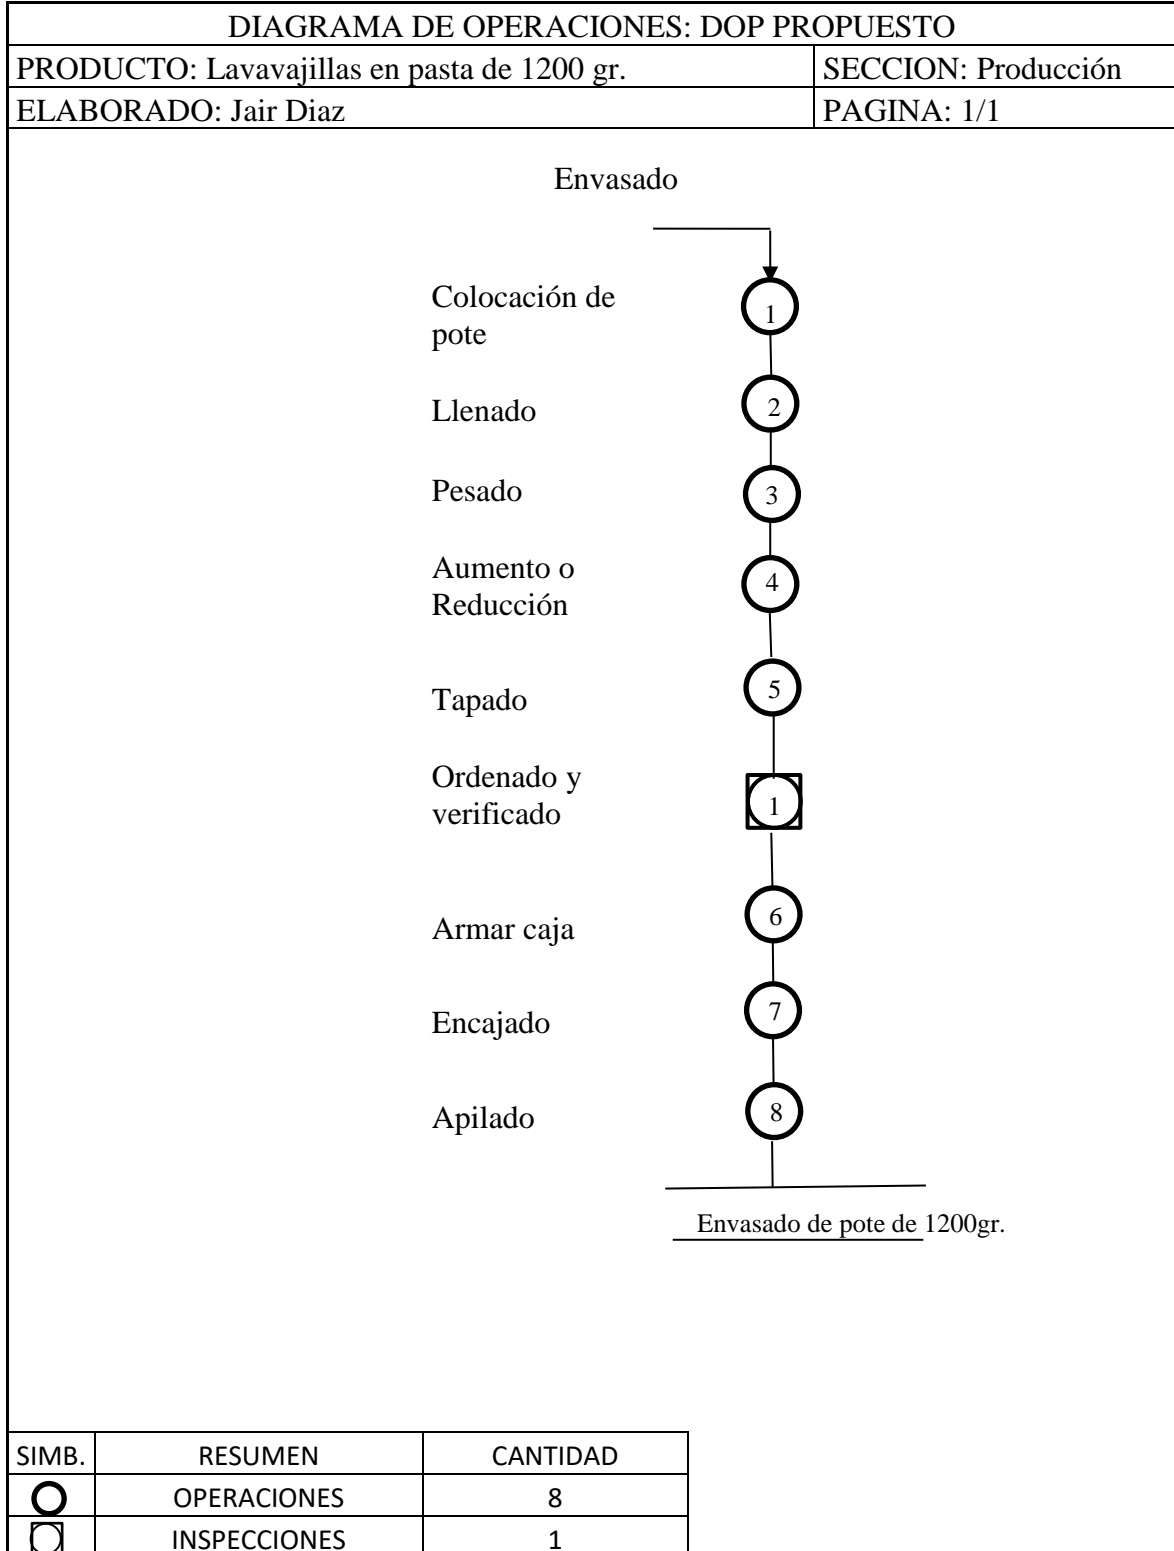 DIAGRAMA DE OPERACIONES: DOP PROPUESTO
PRODUCTO: Lavavajillas en pasta de 1200 gr. SECCION: Producción
ELABORADO: Jair Diaz PAGINA: 1/1
Envasado
Colocación de
pote
1
Llenado 2
Pesado 3
Aumento o
Reducción
4
Tapado 5
Ordenado y
verificado
1
Armar caja 6
Encajado 7
Apilado 8
Envasado de pote de 1200gr.
SIMB. RESUMEN CANTIDAD
OPERACIONES 8
INSPECCIONES 1